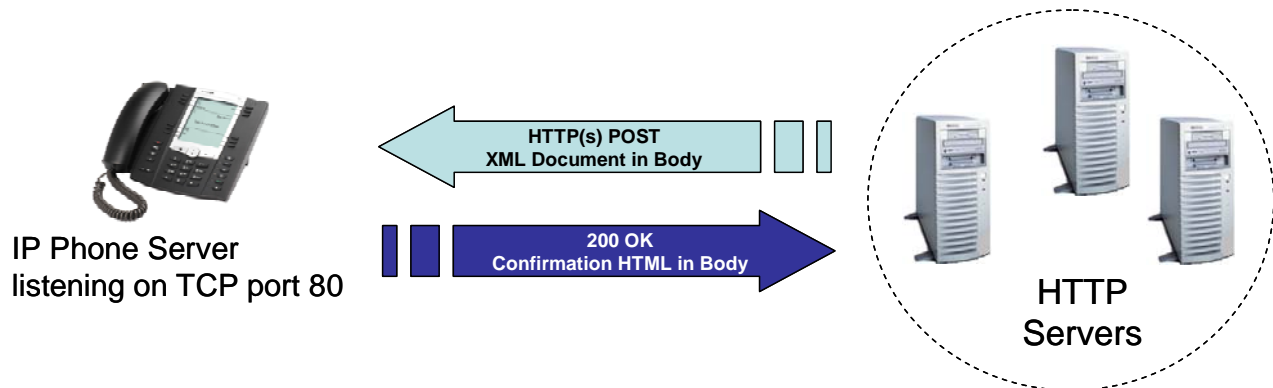 HTTP(s) POST
XML Document in Body
200 OK
Confirmation HTML in Body
IP Phone Server
listening on TCP port 80
HTTP
Servers